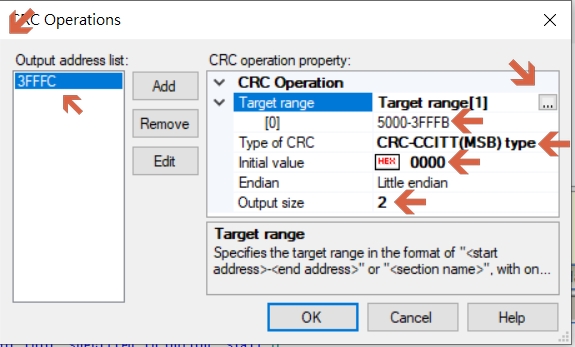 CRC Operations
Output address list:
3FFFC
Add
Remove
Edit
CRC operation property:
CRC Operation
Target range Target range[1] ...
[0] 5000-3FFFB
Type of CRC CRC-CCITT(MSB) type
Initial value HEX 0000
Endian Little endian
Output size 2
Target range
Specifies the target range in the format of "<start
address>-<end address>" or "<section name>", with on...
OK
Cancel
Help